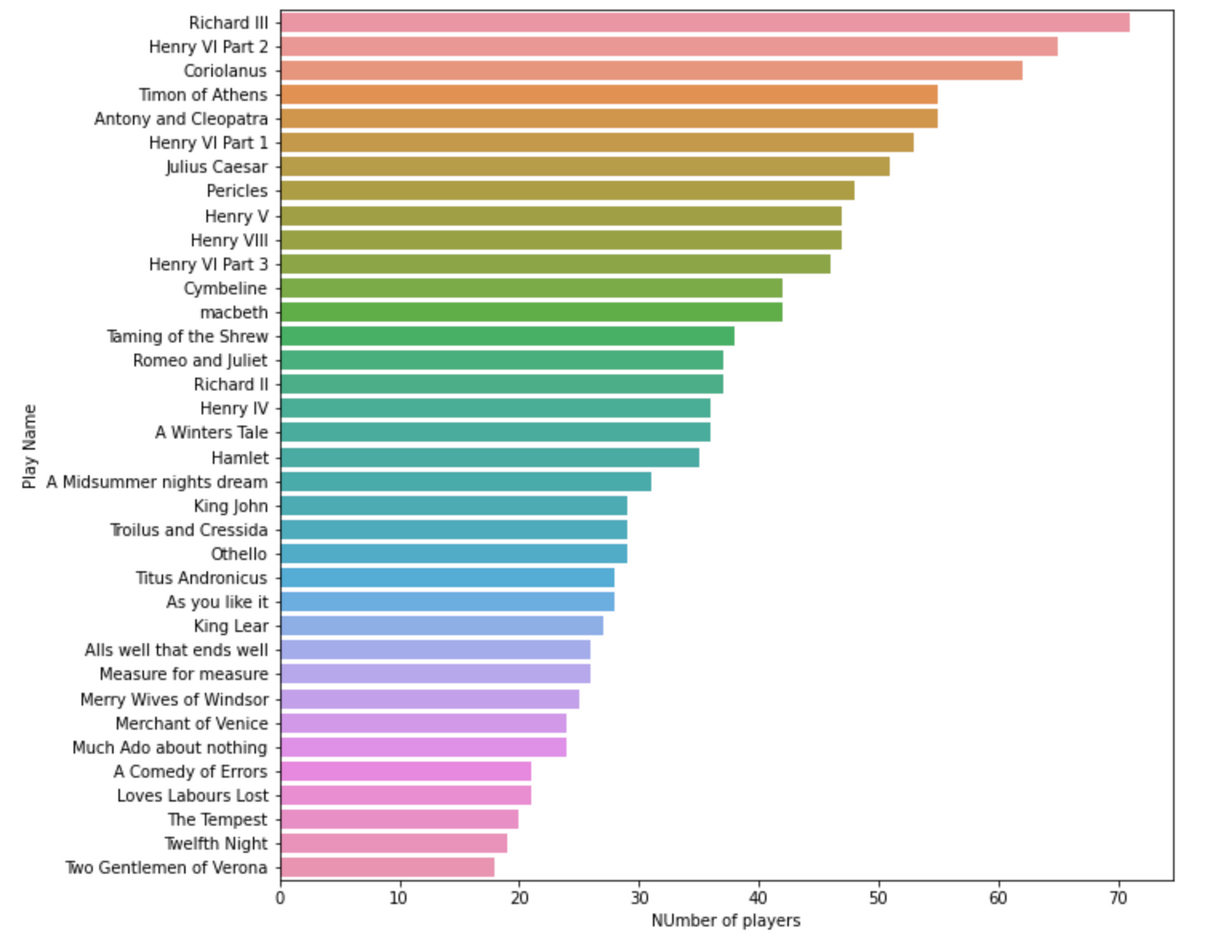 Richard III
Henry VI Part 2
Coriolanus
Timon of Athens
Antony and Cleopatra
Henry VI Part 1
Julius Caesar
Pericles
Henry V
Henry VIII
Henry VI Part 3
Cymbeline
macbeth
Taming of the Shrew
Romeo and Juliet
Richard II
Henry IV
A Winters Tale
Hamlet
A Midsummer nights dream
King John
Troilus and Cressida
Othello
Titus Andronicus
As you like it
King Lear
Alls well that ends well
Measure for measure
Merry Wives of Windsor
Merchant of Venice
Much Ado about nothing
A Comedy of Errors
Loves Labours Lost
The Tempest
Twelfth Night
Two Gentlemen of Verona
Play Name
0 10 20 30 40 50 60 70
NUmber of players